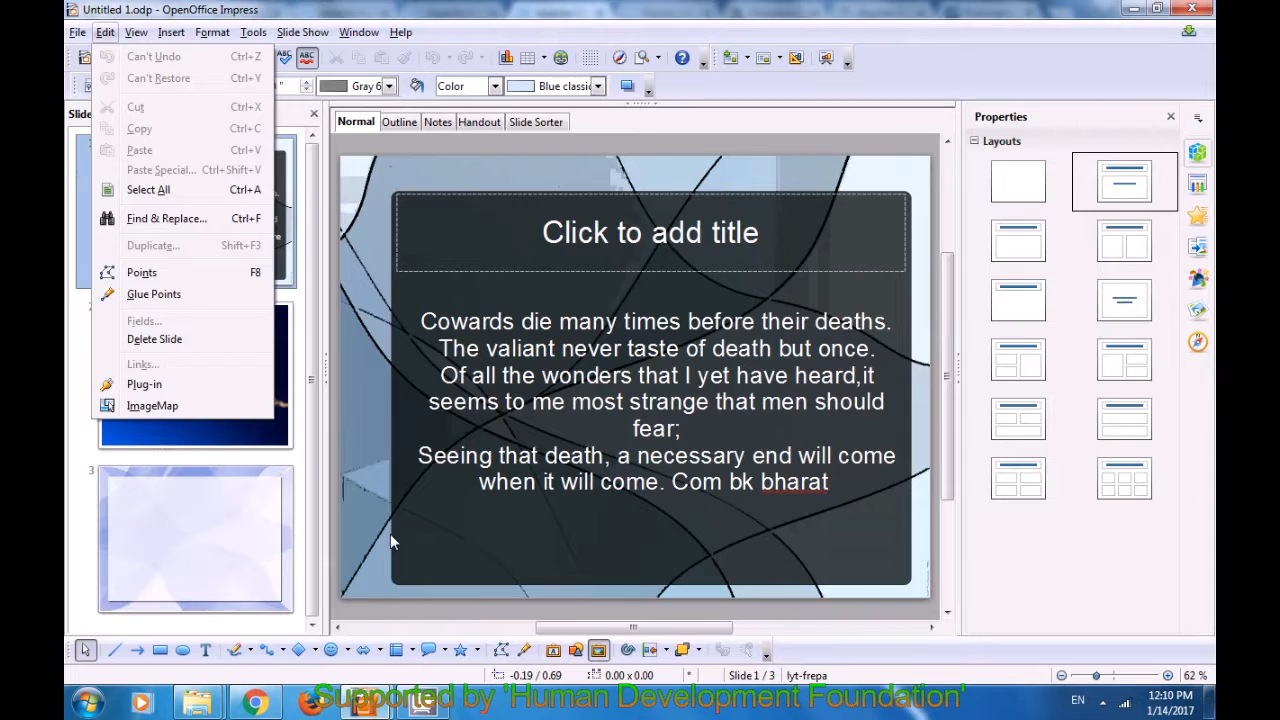 Untitled 1.odp - OpenOffice Impress
File Edit View Insert Format Tools Slide Show Window Help
Can't Undo Ctrl+Z
Can't Restore Ctrl+Y
Cut Ctrl+X
Copy Ctrl+C
Paste Ctrl+V
Paste Special... Ctrl+Shift+V
Select All Ctrl+A
Find & Replace... Ctrl+F
Duplicate... Shift+F3
Points F8
Glue Points
Fields...
Delete Slide
Links...
Plug-in
ImageMap
Gray 6 Color Blue classic
Normal Outline Notes Handout Slide Sorter
Click to add title
Cowards die many times before their deaths.
The valiant never taste of death but once.
Of all the wonders that I yet have heard,it
seems to me most strange that men should
fear;
Seeing that death, a necessary end will come
when it will come. Com bk bharat
Properties
Layouts
3
-0.19 / 0.69 0.00 x 0.00 * Slide 1 / 3 lyt-frepa 62 %
EN 12:10 PM
1/14/2017
Supported by 'Human Development Foundation'